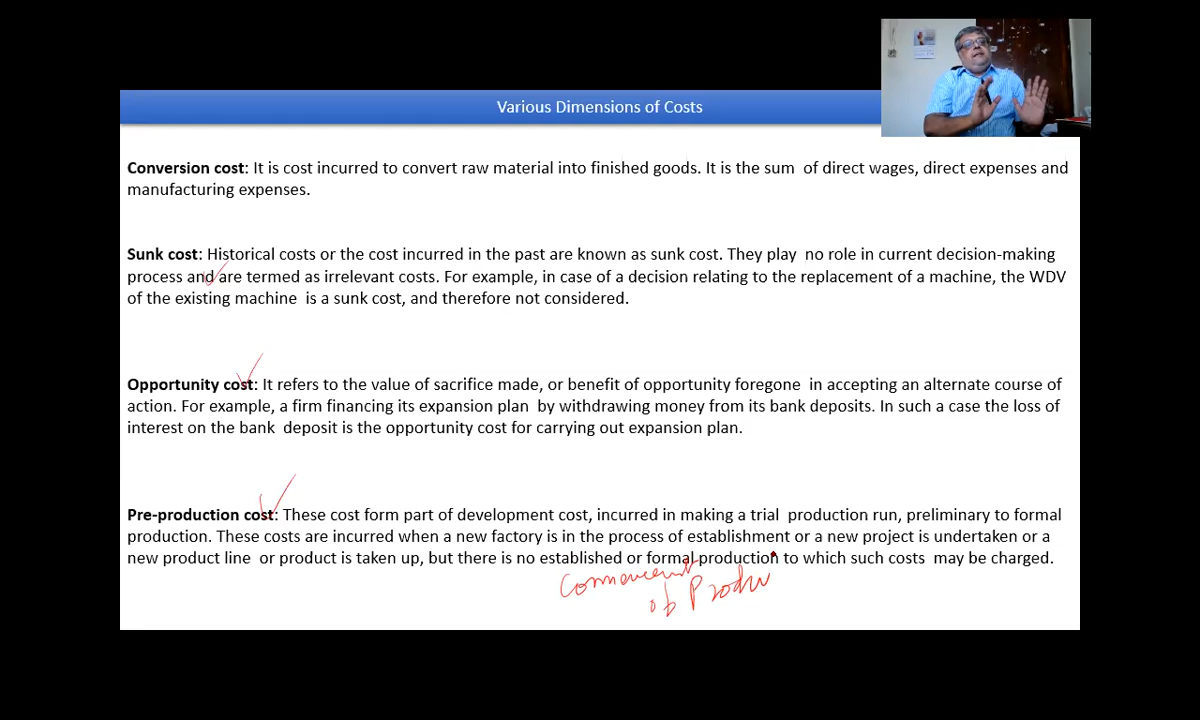 Various Dimensions of Costs
Conversion cost: It is cost incurred to convert raw material into finished goods. It is the sum of direct wages, direct expenses and
manufacturing expenses.
Sunk cost: Historical costs or the cost incurred in the past are known as sunk cost. They play no role in current decision-making
process and are termed as irrelevant costs. For example, in case of a decision relating to the replacement of a machine, the WDV
of the existing machine is a sunk cost, and therefore not considered.
Opportunity cost: It refers to the value of sacrifice made, or benefit of opportunity foregone in accepting an alternate course of
action. For example, a firm financing its expansion plan by withdrawing money from its bank deposits. In such a case the loss of
interest on the bank deposit is the opportunity cost for carrying out expansion plan.
Pre-production cost: These cost form part of development cost, incurred in making a trial production run, preliminary to formal
production. These costs are incurred when a new factory is in the process of establishment or a new project is undertaken or a
new product line or product is taken up, but there is no established or formal production to which such costs may be charged.
of Produ